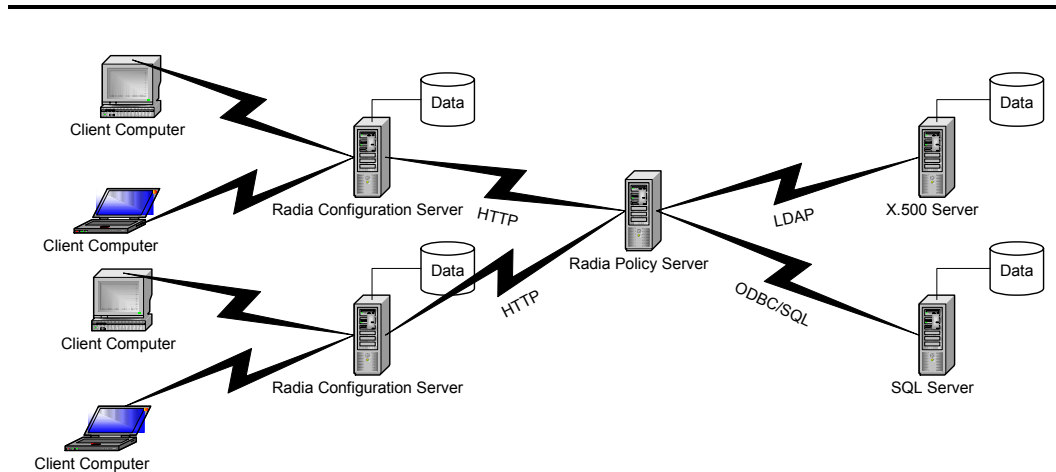 Data
Data
Client Computer
Radia Configuration Server
X.500 Server
HTTP
LDAP
Client Computer
Radia Policy Server
Data
Data
ODBC/SQL
HTTP
Client Computer
Radia Configuration Server
SQL Server
Client Computer